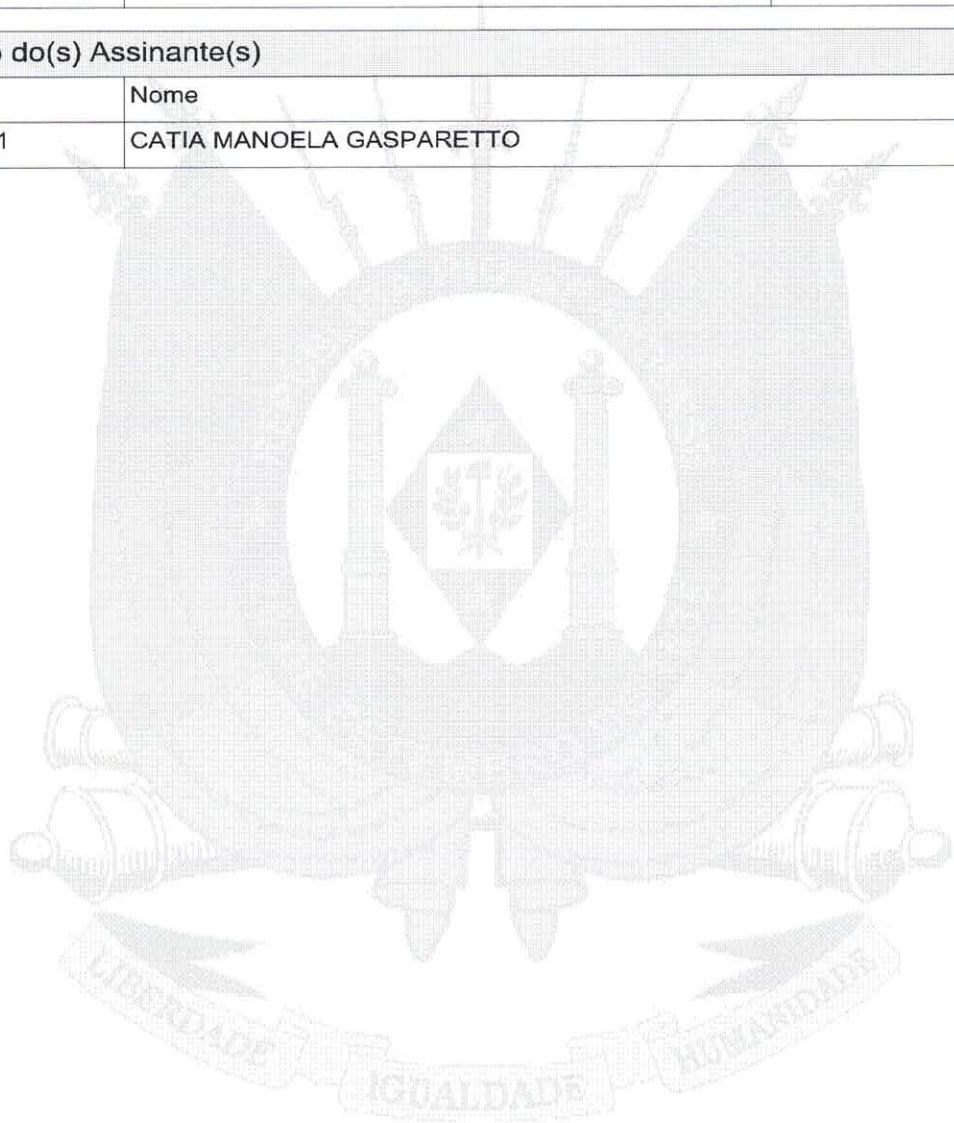 do(s) Assinante(s)
Nome
1 CATIA MANOELA GASPARETTO
LIBERDADE
IGUALDADE
HUMANIDADE